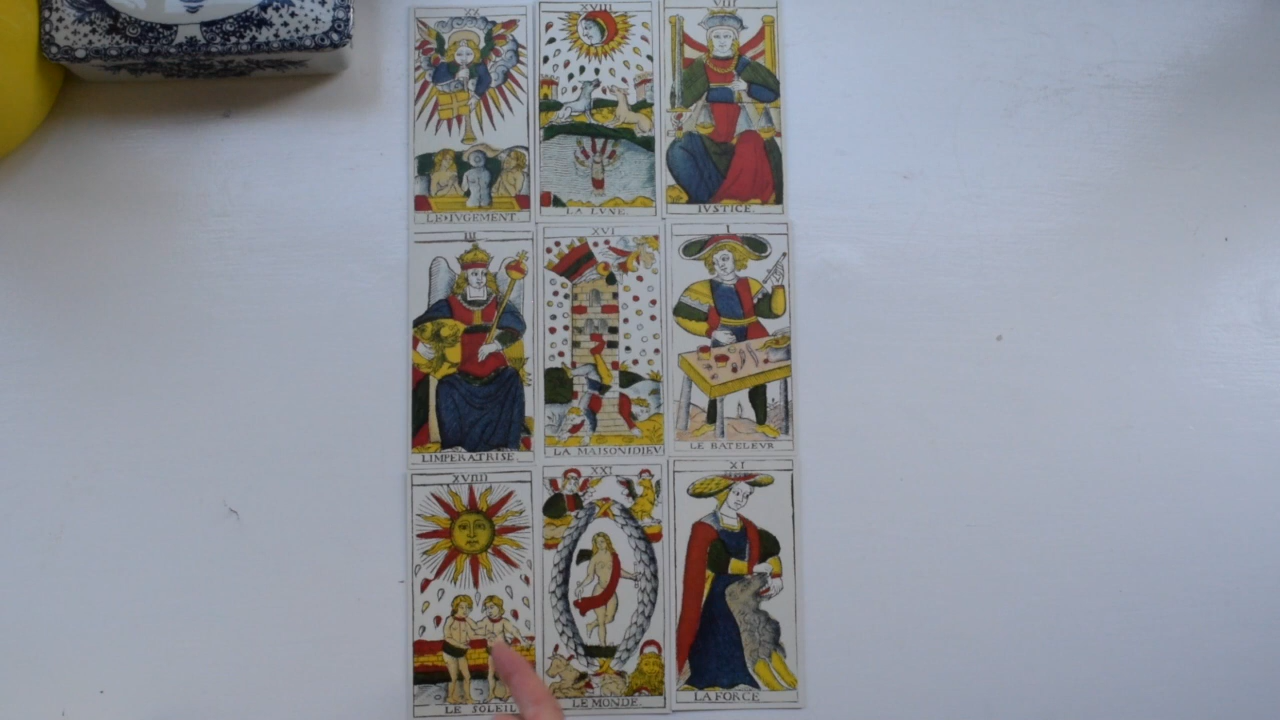 XX
LE•IVGEMENT.
XVIII
LA LVNE.
VIII
IVSTICE.
III
LIMPERATRISE.
XVI
LA MAISONIDIEV
I
LE BATELEVR
XVIIII
LE SOLEIL
XXI
LE MONDE.
XI
LA FORCE